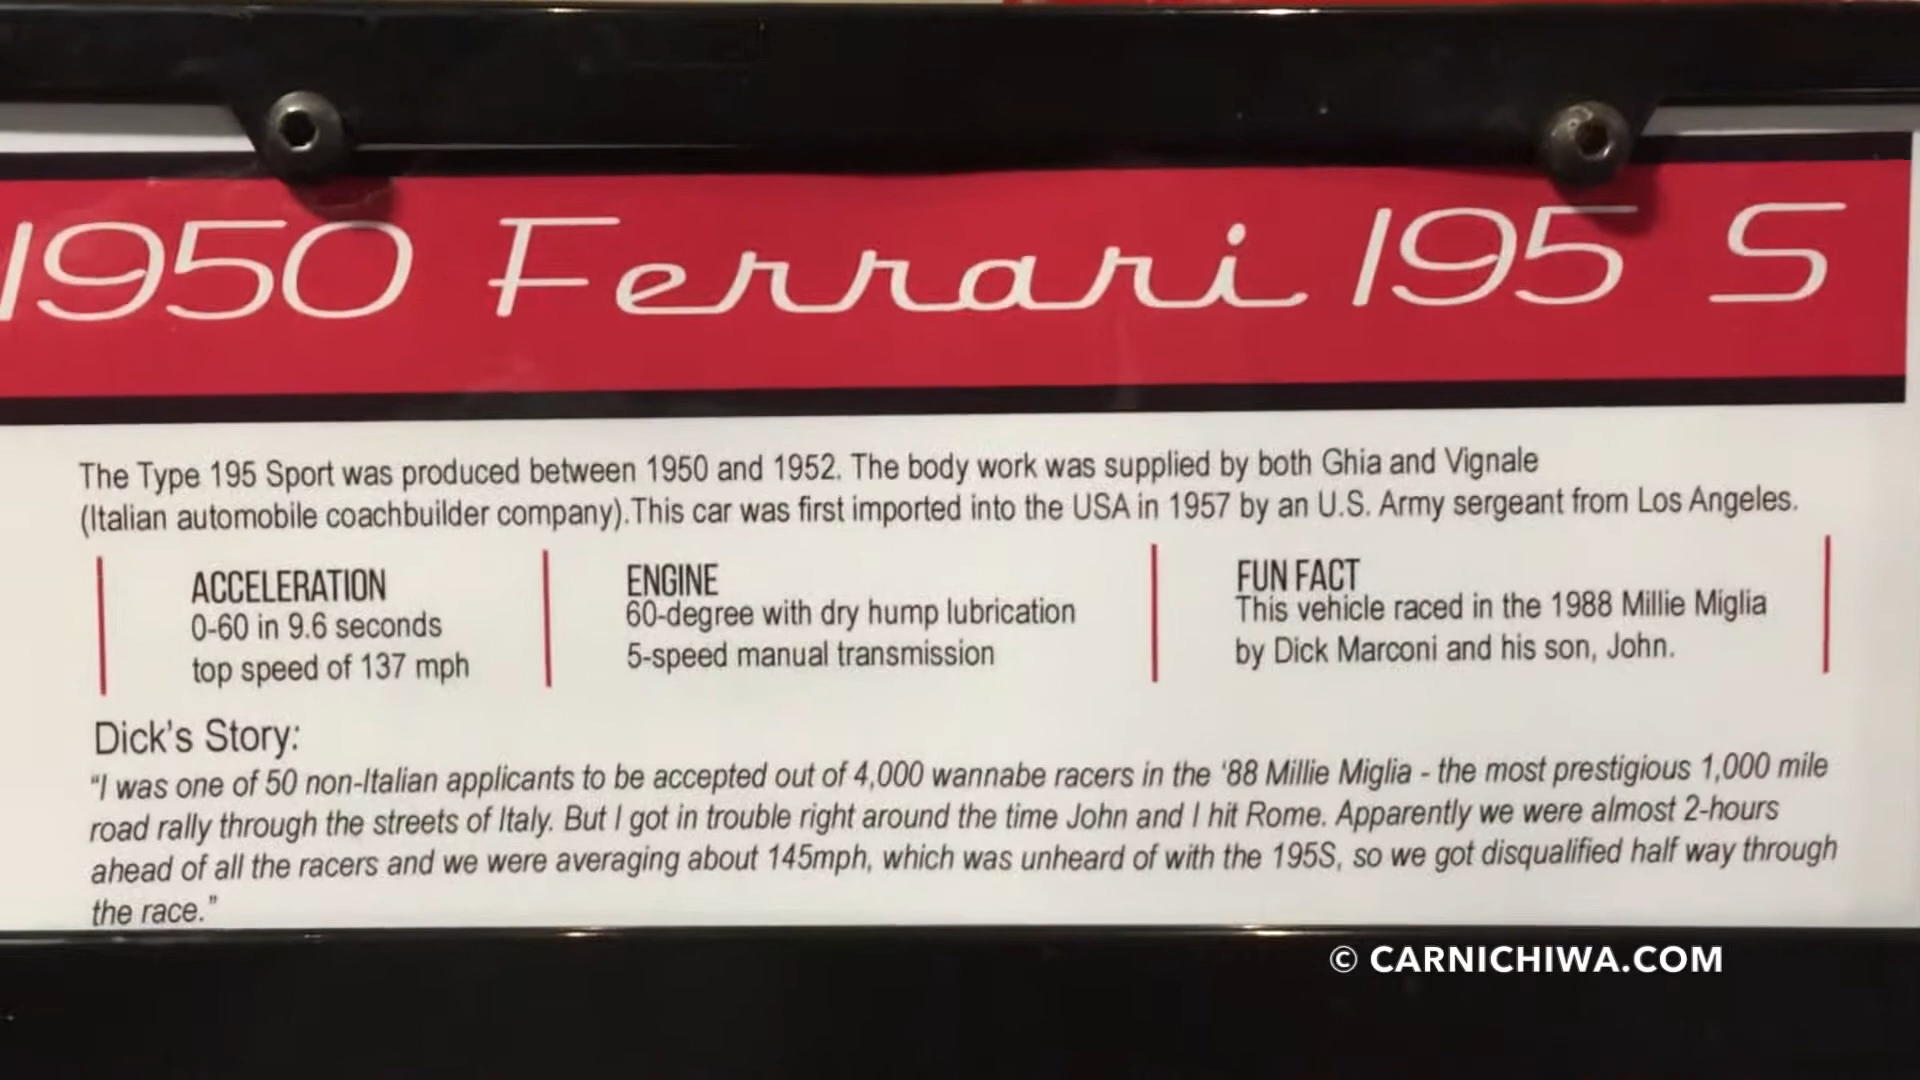 1950 Ferrari 195 S
The Type 195 Sport was produced between 1950 and 1952. The body work was supplied by both Ghia and Vignale
(Italian automobile coachbuilder company).This car was first imported into the USA in 1957 by an U.S. Army sergeant from Los Angeles.
ACCELERATION
0-60 in 9.6 seconds
top speed of 137 mph
ENGINE
60-degree with dry hump lubrication
5-speed manual transmission
FUN FACT
This vehicle raced in the 1988 Millie Miglia
by Dick Marconi and his son, John.
Dick's Story:
"I was one of 50 non-Italian applicants to be accepted out of 4,000 wannabe racers in the '88 Millie Miglia - the most prestigious 1,000 mile
road rally through the streets of Italy. But I got in trouble right around the time John and I hit Rome. Apparently we were almost 2-hours
ahead of all the racers and we were averaging about 145mph, which was unheard of with the 195S, so we got disqualified half way through
the race."
© CARNICHIWA.COM